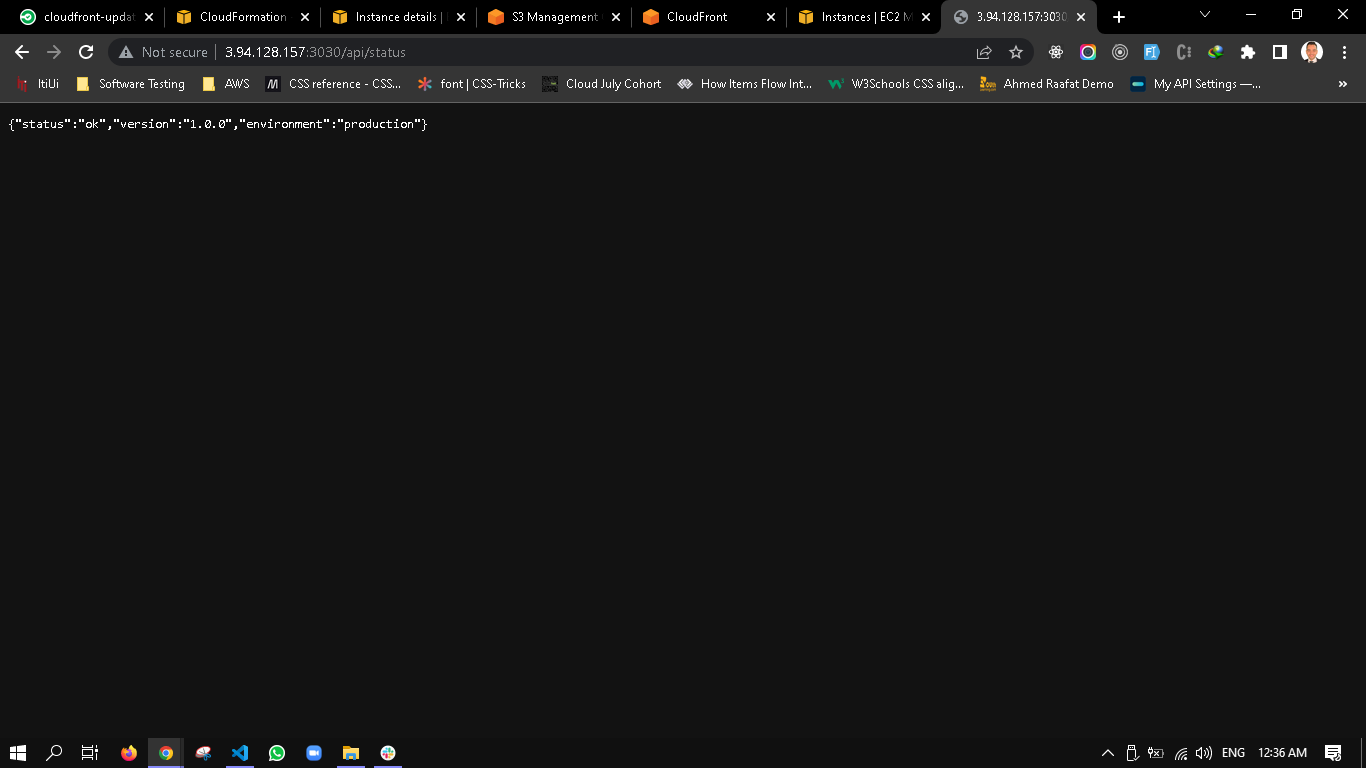 cloudfront-updat
CloudFormation
Instance details |
S3 Management
CloudFront
Instances | EC2 M
3.94.128.157:3030
Not secure
3.94.128.157:3030/api/status
ItiUi
Software Testing
AWS
CSS reference - CSS...
font | CSS-Tricks
Cloud July Cohort
How Items Flow Int...
W3Schools CSS alig...
Ahmed Raafat Demo
My API Settings —...
»
{"status":"ok","version":"1.0.0","environment":"production"}
ENG
12:36 AM